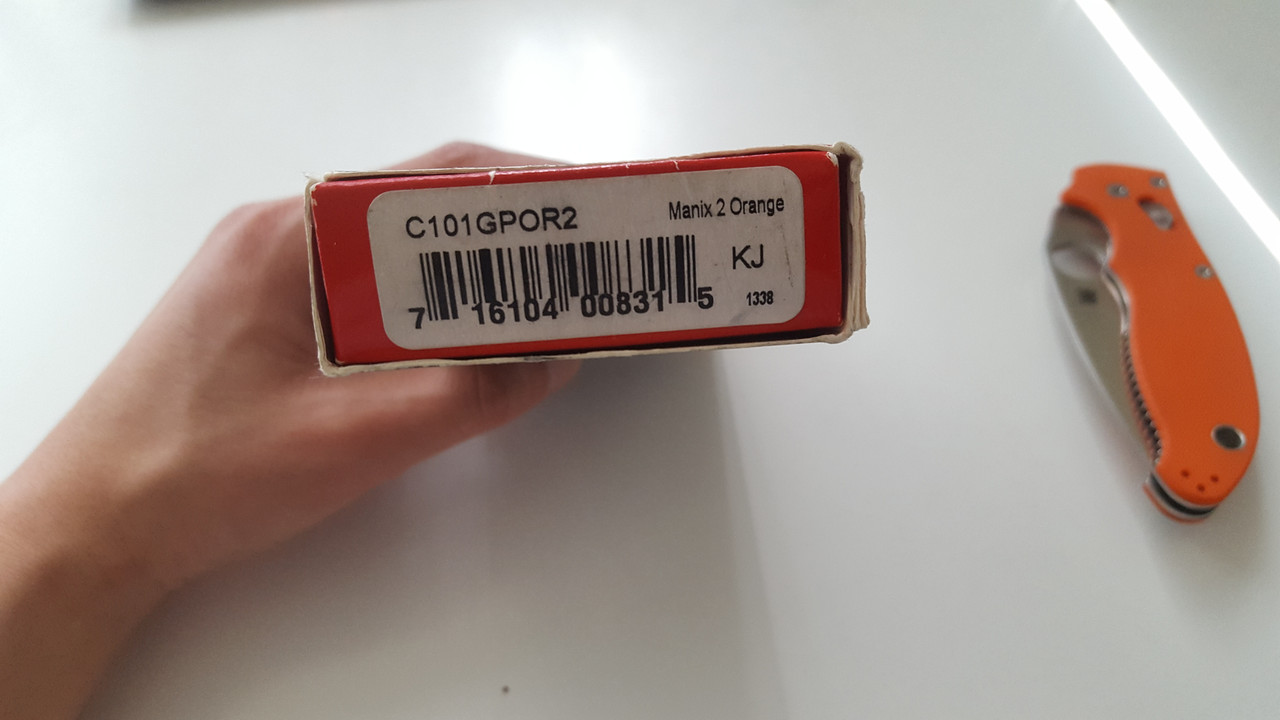 C101GPOR2
Manix 2 Orange
KJ
7 16104 00831 5
1338